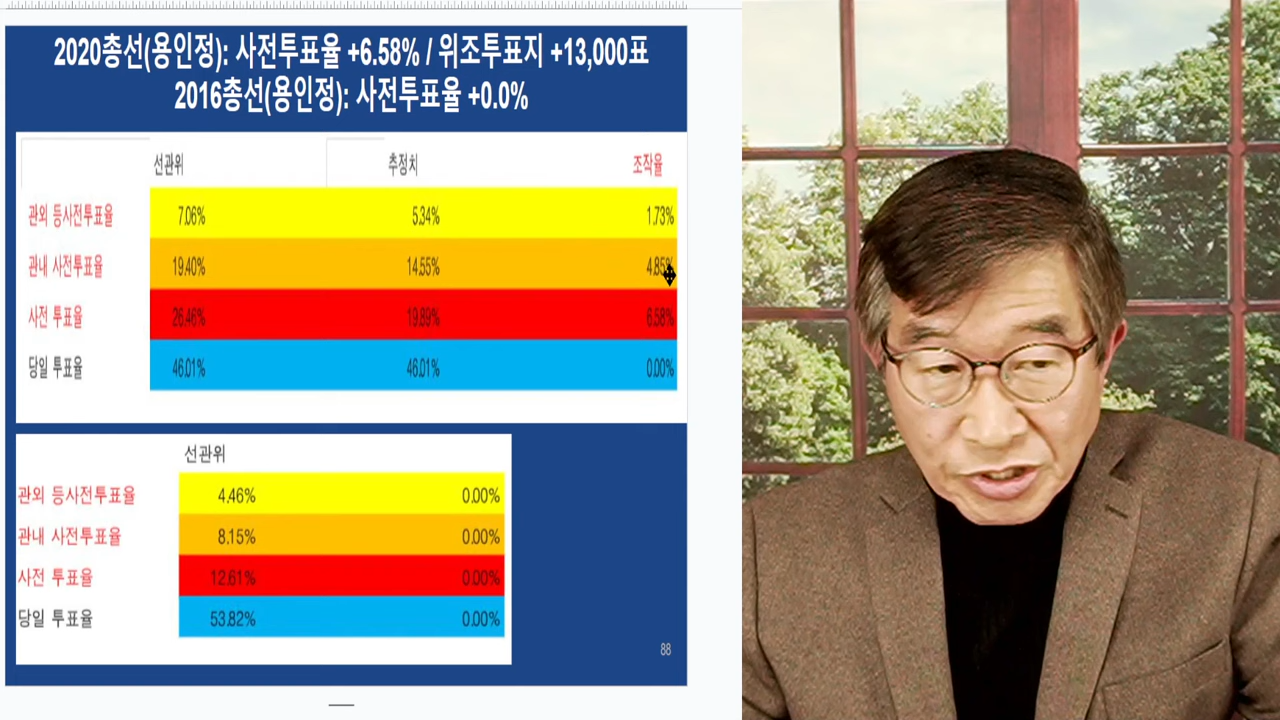 2020총선(용인정): 사전투표율 +6.58% / 위조투표지 +13,000표
2016총선(용인정): 사전투표율 +0.0%
선관위 추정치 조작율
관외 등사전투표율 7.06% 5.34% 1.73%
관내 사전투표율 19.40% 14.55% 4.85%
사전 투표율 26.46% 19.89% 6.58%
당일 투표율 46.01% 46.01% 0.00%
선관위
관외 등사전투표율 4.46% 0.00%
관내 사전투표율 8.15% 0.00%
사전 투표율 12.61% 0.00%
당일 투표율 53.82% 0.00%
88